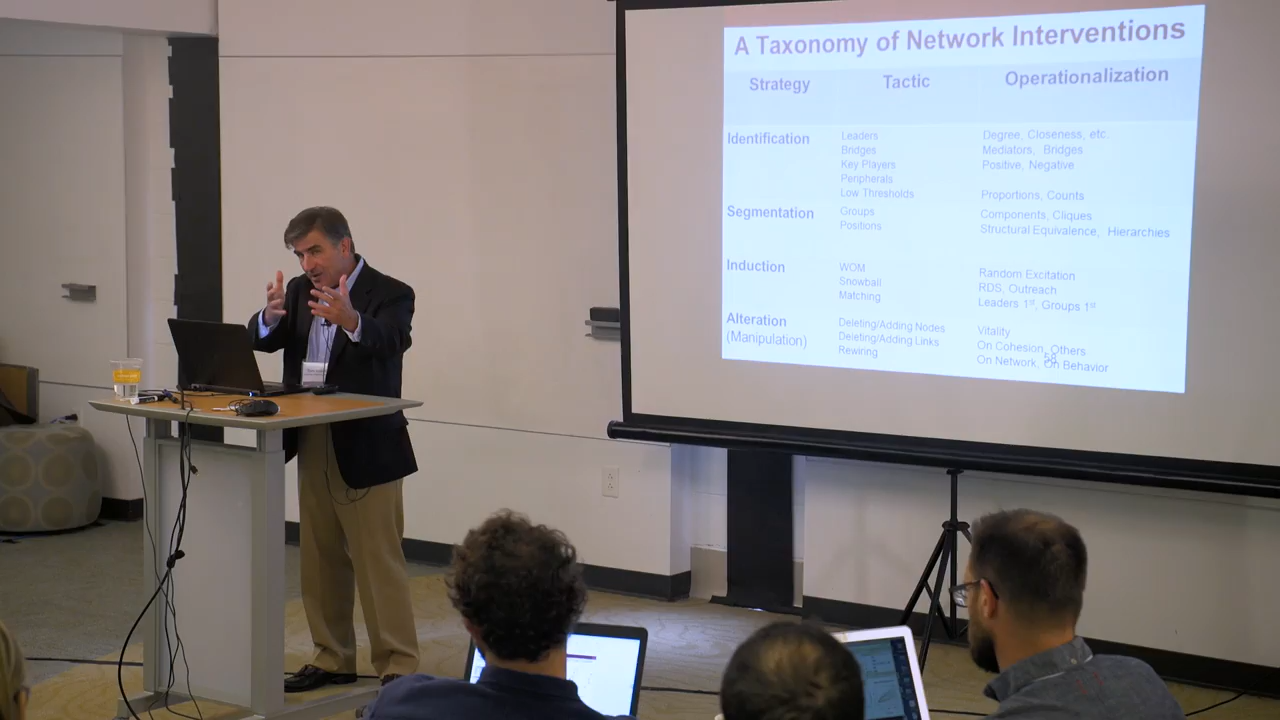 A Taxonomy of Network Interventions
Strategy Tactic Operationalization
Identification Leaders Degree, Closeness, etc.
Bridges Mediators, Bridges
Key Players Positive, Negative
Peripherals
Low Thresholds Proportions, Counts
Segmentation Groups Components, Cliques
Positions Structural Equivalence, Hierarchies
Induction WOM Random Excitation
Snowball RDS, Outreach
Matching Leaders 1st, Groups 1st
Alteration Deleting/Adding Nodes Vitality
(Manipulation) Deleting/Adding Links On Cohesion, Others
Rewiring On Network, On Behavior
58